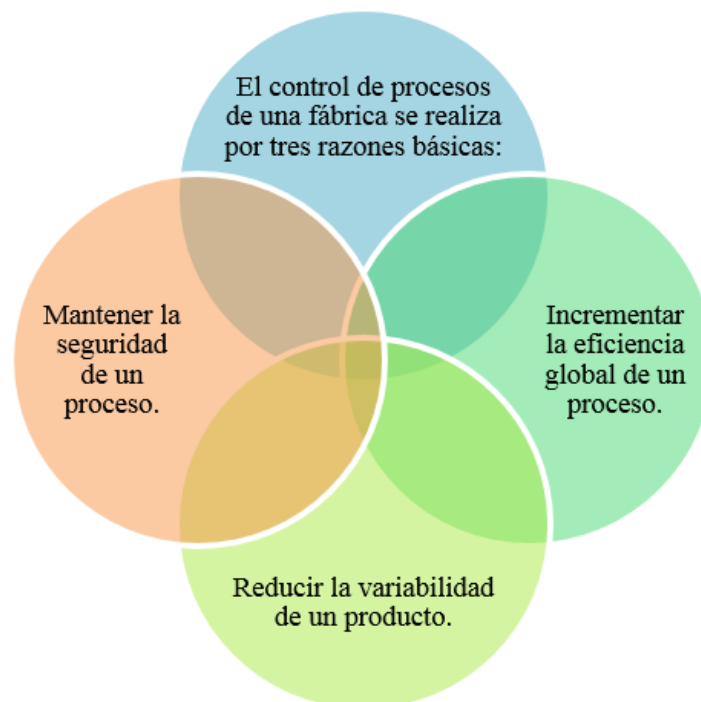 El control de procesos
de una fábrica se realiza
por tres razones básicas:
Mantener la
seguridad
de un
proceso.
Incrementar
la eficiencia
global de un
proceso.
Reducir la variabilidad
de un producto.